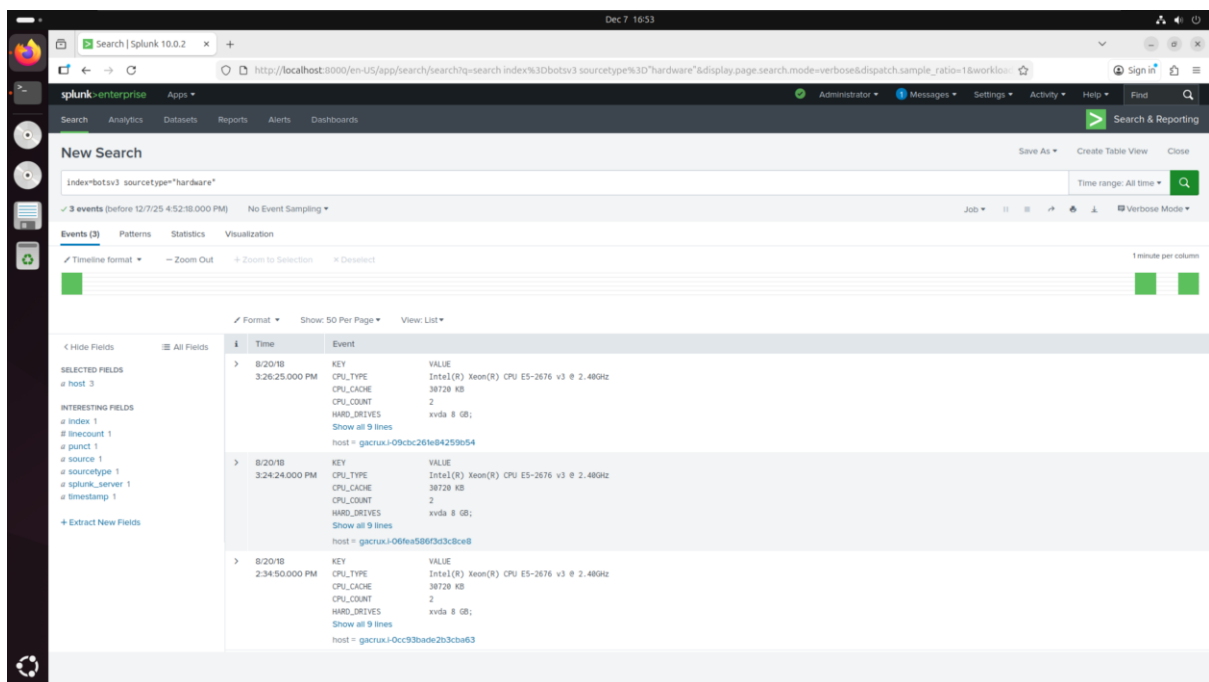 Dec 7 16:53
Search | Splunk 10.0.2
http://localhost:8000/en-US/app/search/search?q=search index%3Dbotsv3 sourcetype%3D"hardware"&display.page.search.mode=verbose&dispatch.sample_ratio=1&workloa
Sign in
splunk>enterprise Apps
Administrator 1 Messages Settings Activity Help Find
Search Analytics Datasets Reports Alerts Dashboards
Search & Reporting
New Search
Save As Create Table View Close
index=botsv3 sourcetype="hardware"
Time range: All time
3 events (before 12/7/25 4:52:18.000 PM) No Event Sampling
Job Verbose Mode
Events (3) Patterns Statistics Visualization
Timeline format — Zoom Out + Zoom to Selection × Deselect
1 minute per column
Format Show: 50 Per Page View: List
< Hide Fields All Fields
i Time Event
SELECTED FIELDS
a host 3
INTERESTING FIELDS
a index 1
# linecount 1
a punct 1
a source 1
a sourcetype 1
a splunk_server 1
a timestamp 1
+ Extract New Fields
> 8/20/18
3:26:25.000 PM
KEY VALUE
CPU_TYPE Intel(R) Xeon(R) CPU E5-2676 v3 @ 2.40GHz
CPU_CACHE 30720 KB
CPU_COUNT 2
HARD_DRIVES xvda 8 GB;
Show all 9 lines
host = gacrux.i-09cbc261e84259b54
> 8/20/18
3:24:24.000 PM
KEY VALUE
CPU_TYPE Intel(R) Xeon(R) CPU E5-2676 v3 @ 2.40GHz
CPU_CACHE 30720 KB
CPU_COUNT 2
HARD_DRIVES xvda 8 GB;
Show all 9 lines
host = gacrux.i-06fea586f3d3c8ce8
> 8/20/18
2:34:50.000 PM
KEY VALUE
CPU_TYPE Intel(R) Xeon(R) CPU E5-2676 v3 @ 2.40GHz
CPU_CACHE 30720 KB
CPU_COUNT 2
HARD_DRIVES xvda 8 GB;
Show all 9 lines
host = gacrux.i-0cc93bade2b3cba63